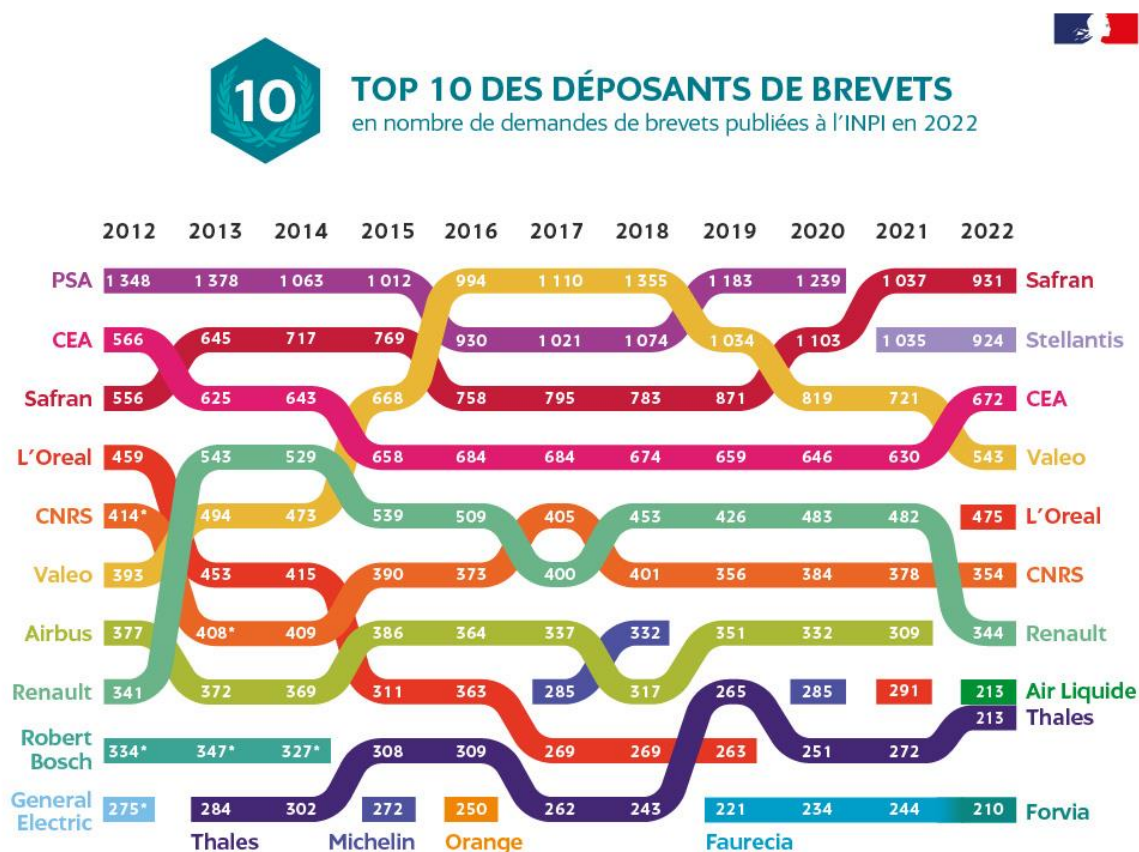 10
TOP 10 DES DÉPOSANTS DE BREVETS
en nombre de demandes de brevets publiées à l'INPI en 2022
2012 2013 2014 2015 2016 2017 2018 2019 2020 2021 2022
PSA 1 348 1 378 1 063 1 012 994 1 110 1 355 1 183 1 239 1 037 931 Safran
CEA 566 645 717 769 930 1 021 1 074 1 034 1 103 1 035 924 Stellantis
Safran 556 625 643 668 758 795 783 871 819 721 672 CEA
L'Oreal 459 543 529 658 684 684 674 659 646 630 543 Valeo
CNRS 414* 494 473 539 509 405 453 426 483 482 475 L'Oreal
Valeo 393 453 415 390 373 400 401 356 384 378 354 CNRS
Airbus 377 408* 409 386 364 337 332 351 332 309 344 Renault
Renault 341 372 369 311 363 285 317 265 285 291 213 Air Liquide
213 Thales
Robert
Bosch 334* 347* 327* 308 309 269 269 263 251 272
General
Electric 275* 284 302 272 250 262 243 221 234 244 210 Forvia
Thales Michelin Orange Faurecia